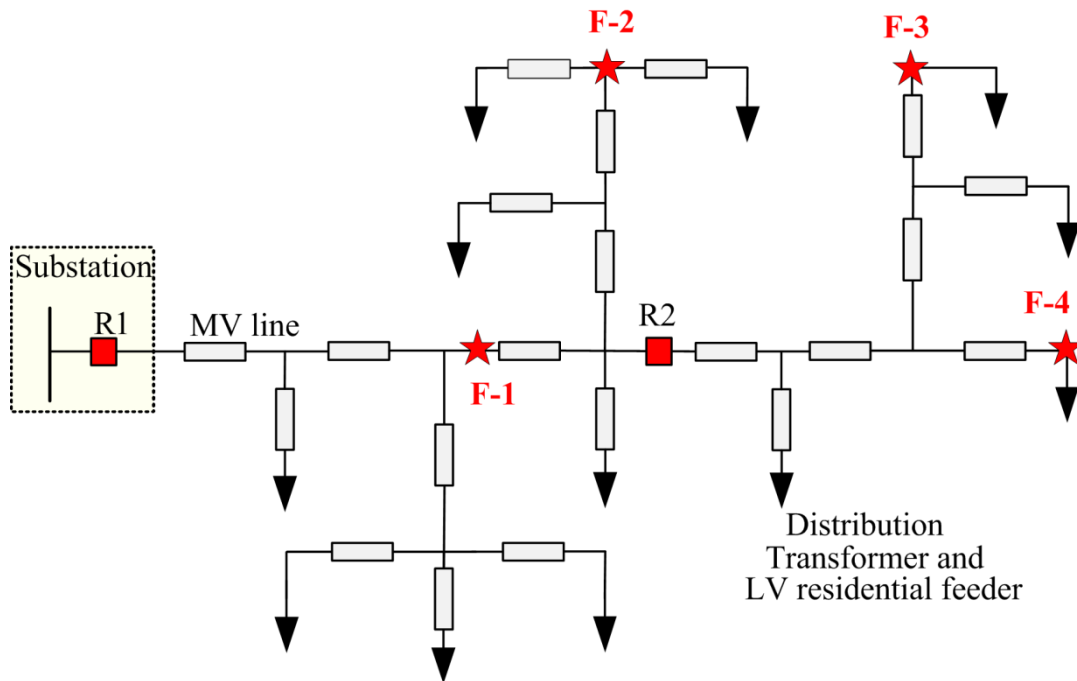 F-2
F-3
Substation
R1
MV line
R2
F-4
F-1
Distribution
Transformer and
LV residential feeder